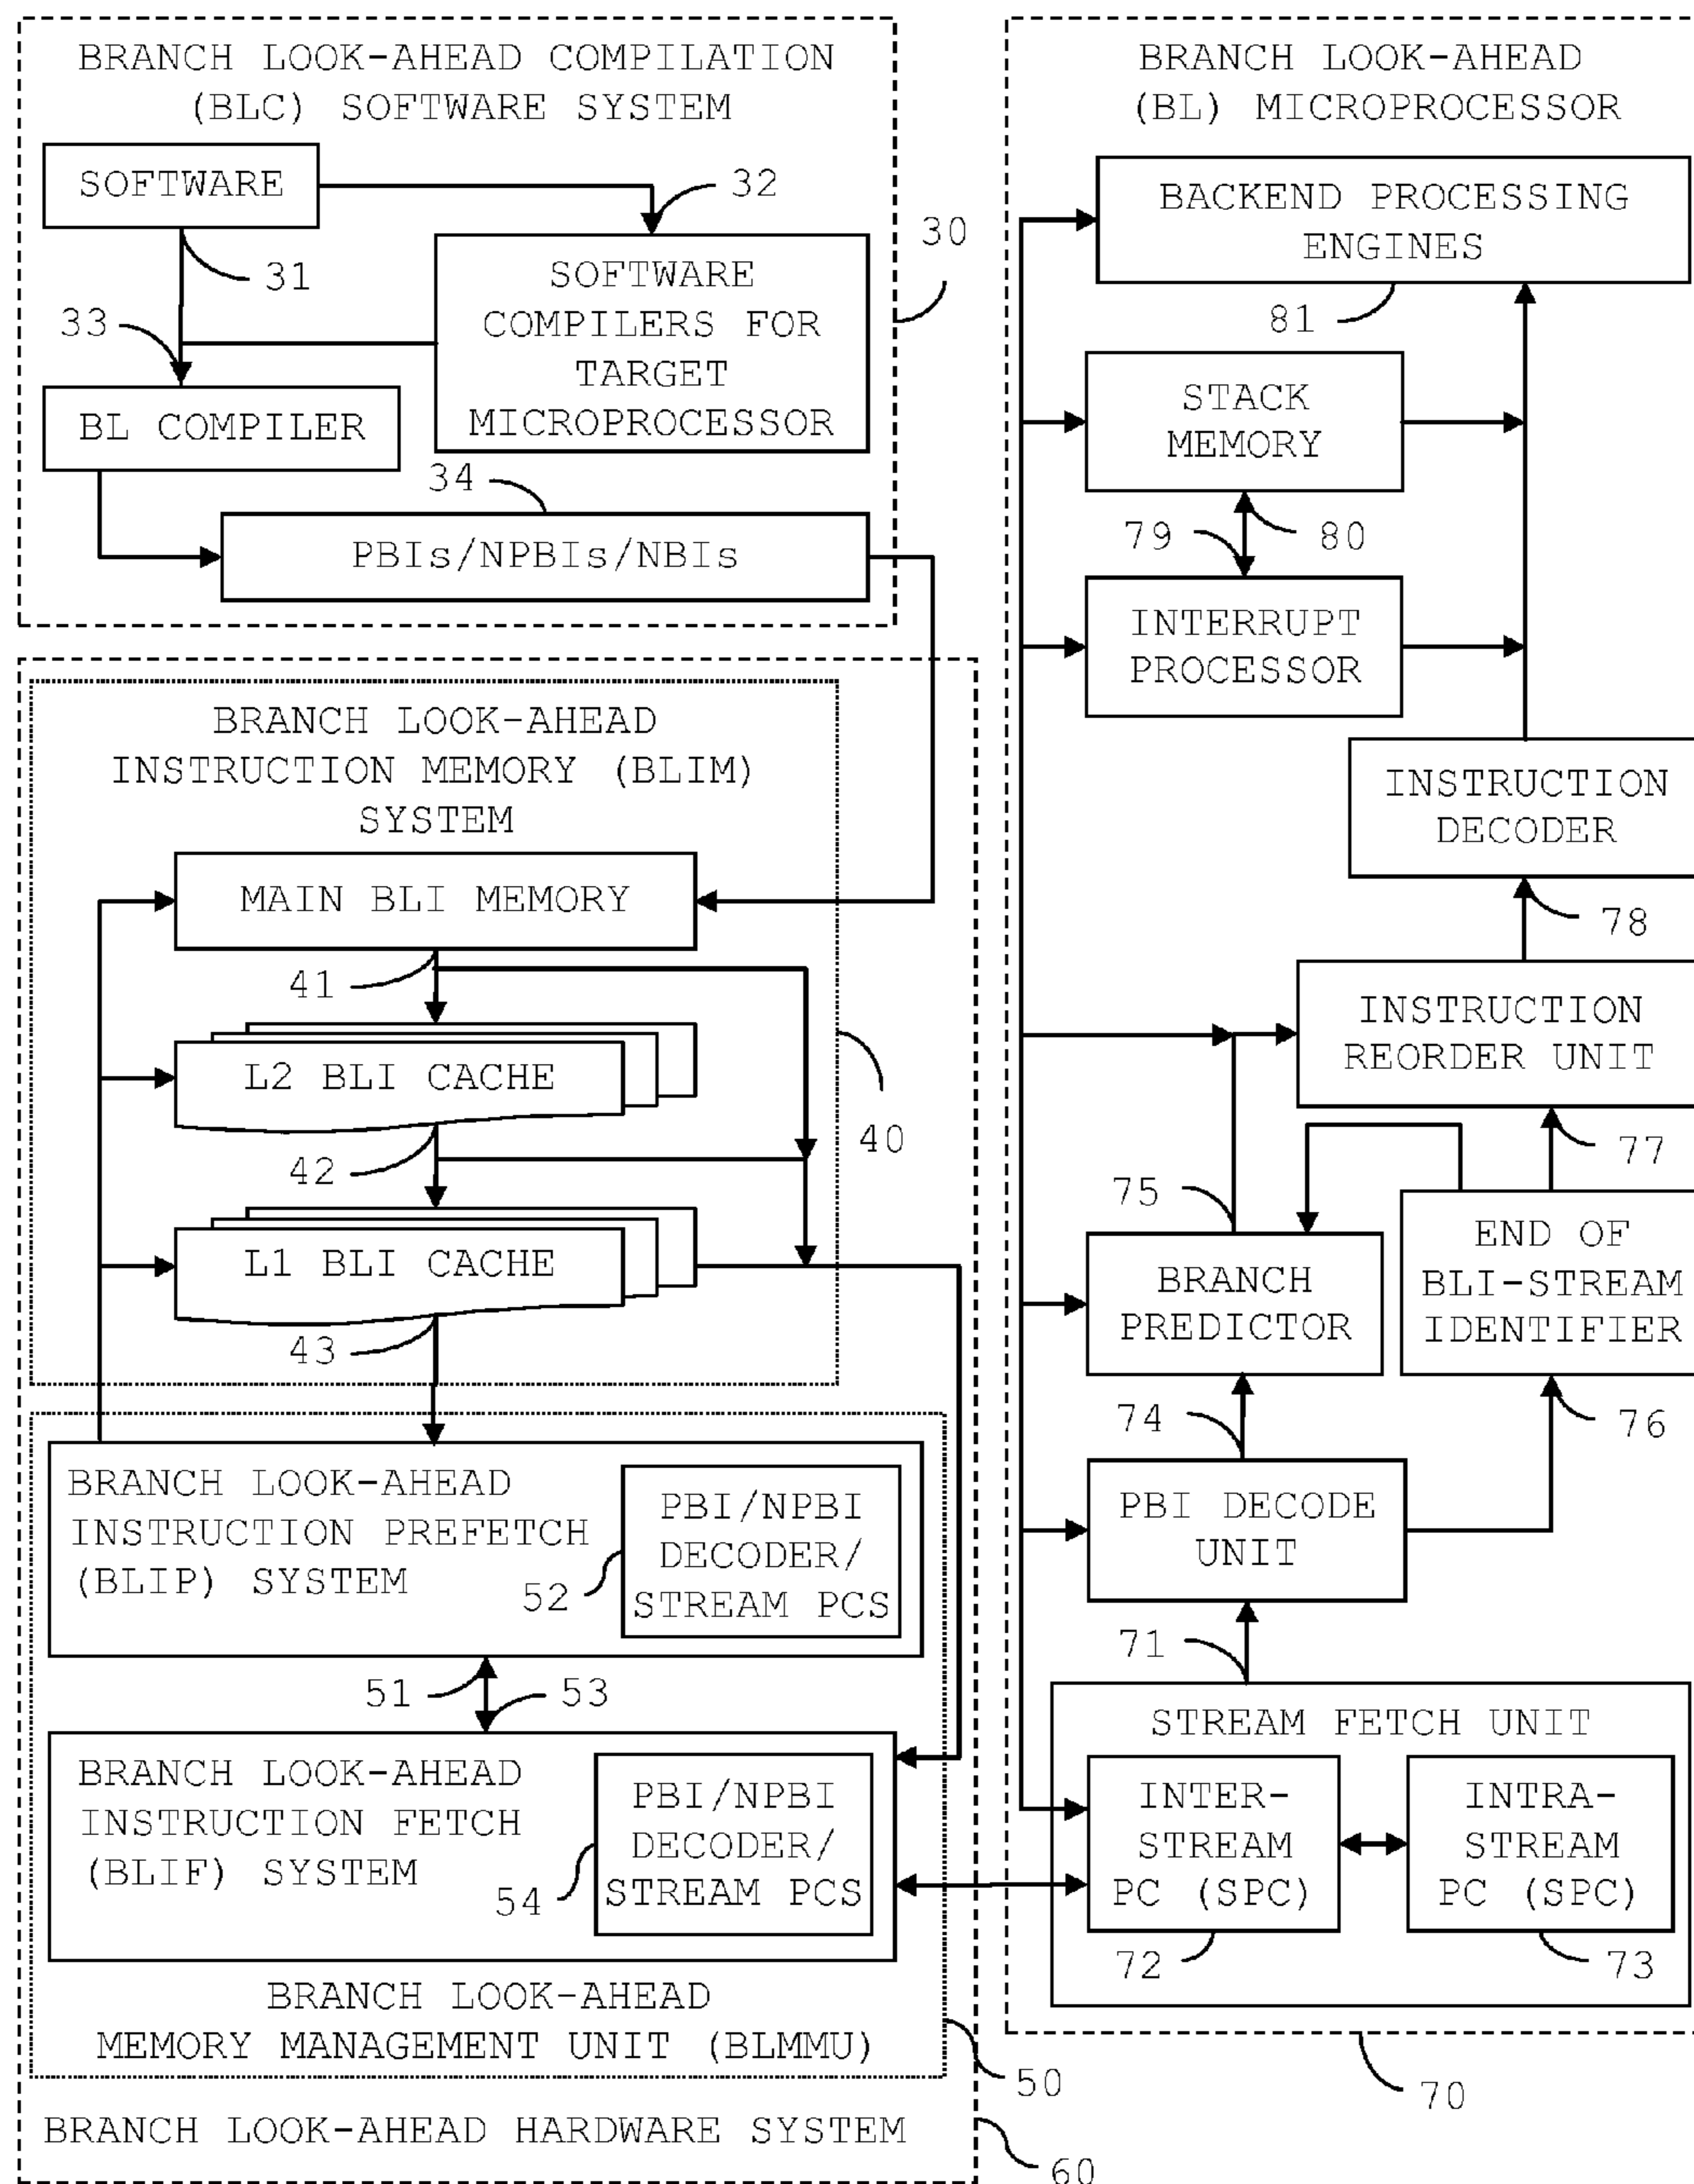 BRANCH LOOK-AHEAD COMPILATION
(BLC) SOFTWARE SYSTEM
SOFTWARE
32
31
30
SOFTWARE
COMPILERS FOR
TARGET
MICROPROCESSOR
33
BL COMPILER
34
PBIs/NPBIs/NBIs
BRANCH LOOK-AHEAD
INSTRUCTION MEMORY (BLIM)
SYSTEM
MAIN BLI MEMORY
41
L2 BLI CACHE
40
42
L1 BLI CACHE
43
BRANCH LOOK-AHEAD
INSTRUCTION PREFETCH
(BLIP) SYSTEM
52
PBI/NPBI
DECODER/
STREAM PCS
51
53
BRANCH LOOK-AHEAD
INSTRUCTION FETCH
(BLIF) SYSTEM
54
PBI/NPBI
DECODER/
STREAM PCS
BRANCH LOOK-AHEAD
MEMORY MANAGEMENT UNIT (BLMMU)
50
BRANCH LOOK-AHEAD HARDWARE SYSTEM
60
BRANCH LOOK-AHEAD
(BL) MICROPROCESSOR
BACKEND PROCESSING
ENGINES
81
STACK
MEMORY
79
80
INTERRUPT
PROCESSOR
INSTRUCTION
DECODER
78
INSTRUCTION
REORDER UNIT
77
75
END OF
BLI-STREAM
IDENTIFIER
BRANCH
PREDICTOR
74
76
PBI DECODE
UNIT
71
STREAM FETCH UNIT
INTER-
STREAM
PC (SPC)
INTRA-
STREAM
PC (SPC)
72
73
70